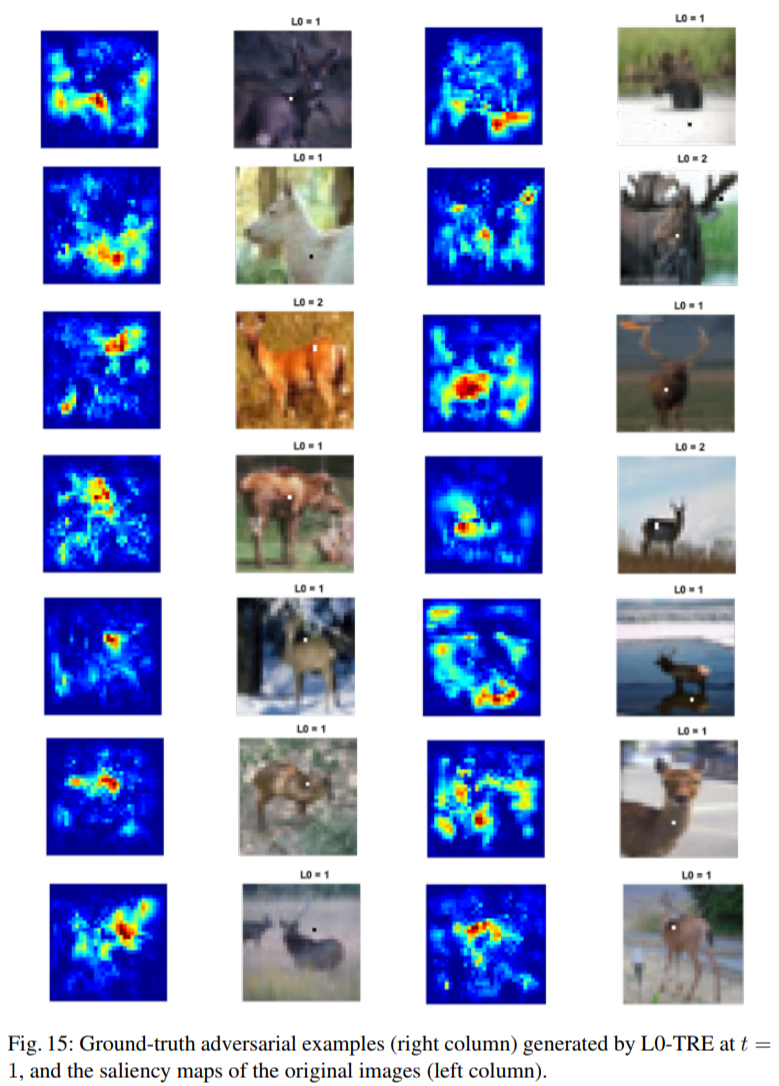 L0 = 1
L0 = 1
L0 = 1
L0 = 2
L0 = 2
L0 = 1
L0 = 1
L0 = 2
L0 = 1
L0 = 1
L0 = 1
L0 = 1
L0 = 1
L0 = 1
Fig. 15: Ground-truth adversarial examples (right column) generated by L0-TRE at t =
1, and the saliency maps of the original images (left column).